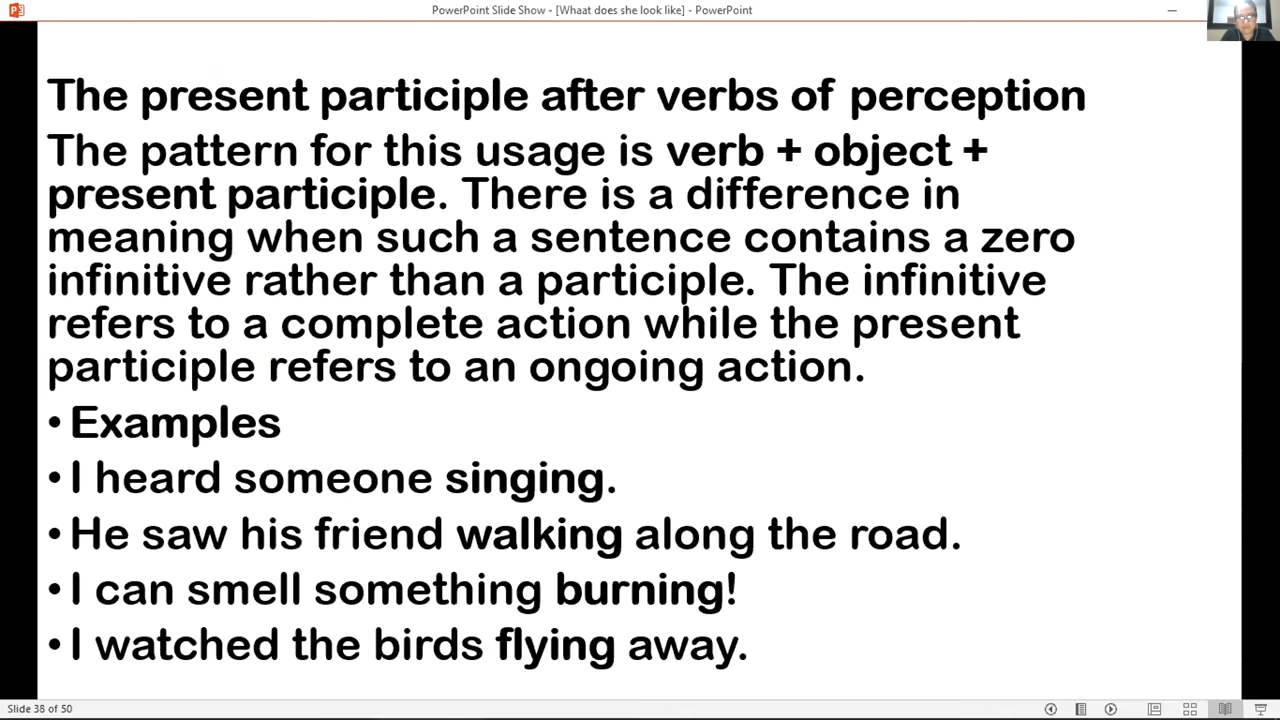 PowerPoint Slide Show - [Whaat does she look like] - PowerPoint
The present participle after verbs of perception
The pattern for this usage is verb + object +
present participle. There is a difference in
meaning when such a sentence contains a zero
infinitive rather than a participle. The infinitive
refers to a complete action while the present
participle refers to an ongoing action.
• Examples
• I heard someone singing.
• He saw his friend walking along the road.
• I can smell something burning!
• I watched the birds flying away.
Slide 38 of 50